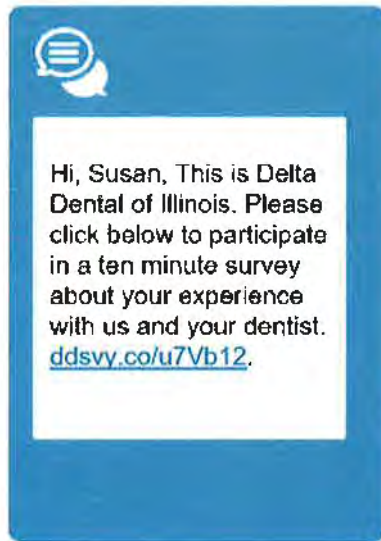 Hi, Susan, This is Delta
Dental of Illinois. Please
click below to participate
in a ten minute survey
about your experience
with us and your dentist.
ddsvy.co/u7Vb12.